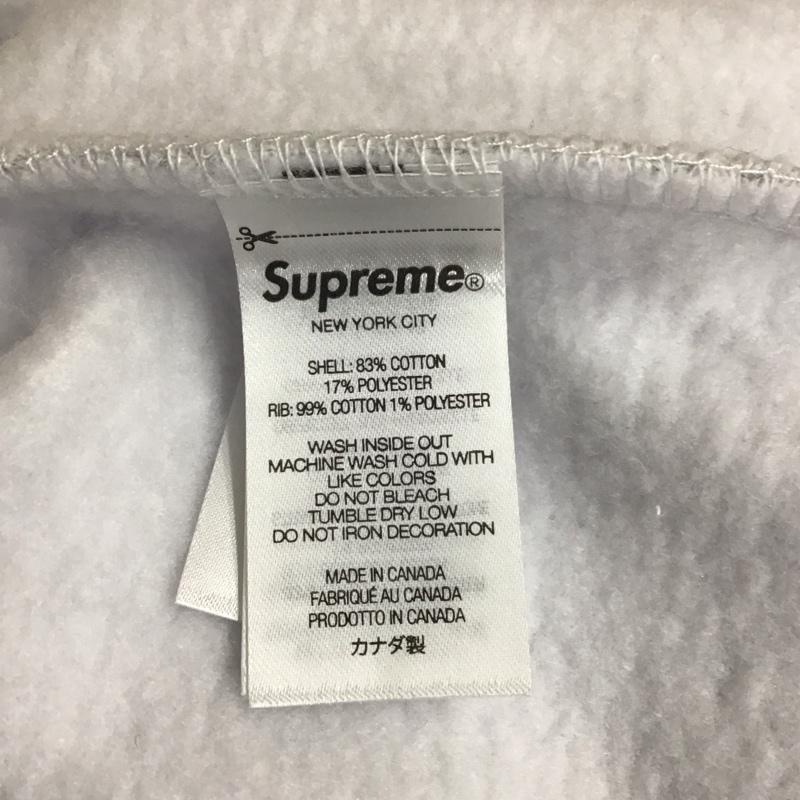 Supreme®
NEW YORK CITY
SHELL: 83% COTTON
17% POLYESTER
RIB: 99% COTTON 1% POLYESTER
WASH INSIDE OUT
MACHINE WASH COLD WITH
LIKE COLORS
DO NOT BLEACH
TUMBLE DRY LOW
DO NOT IRON DECORATION
MADE IN CANADA
FABRIQUÉ AU CANADA
PRODOTTO IN CANADA
カナダ製